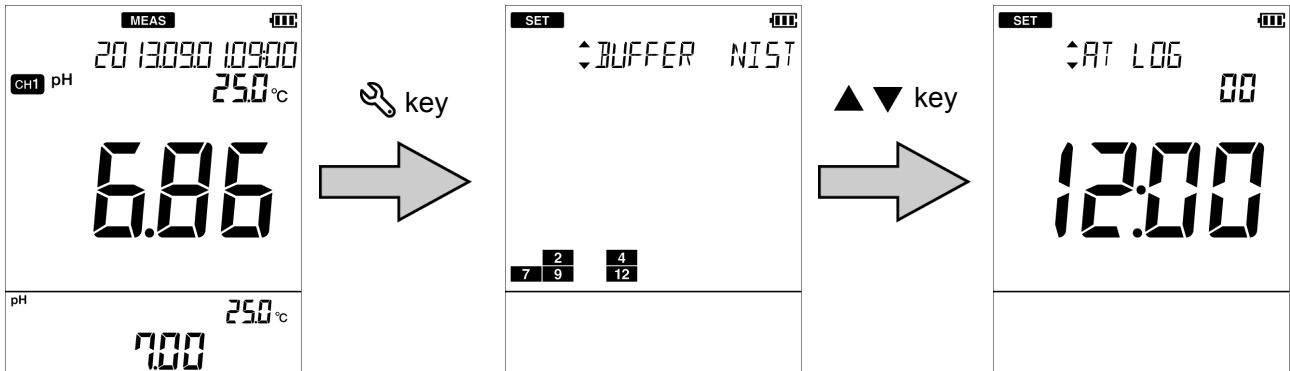 MEAS
2013.09.01.09:00
CH1 pH 25.0 °C
6.86
pH 25.0 °C
7.00
key
SET
BUFFER NIST
2 4
7 9 12
▲ ▼ key
SET
AT LOG
00
12:00